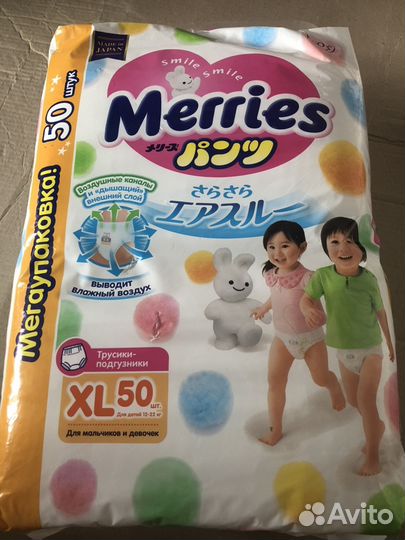 MADE IN
JAPAN
Smile Smile
Merries
メリーズ パンツ
さらさら
エアスルー
Мегаупаковка! 50 штук
Воздушные каналы
и «дышащий»
внешний слой
выводит
влажный воздух
Трусики-
подгузники
XL 50 шт.
Для детей 12-22 кг
Для мальчиков и девочек
Avito